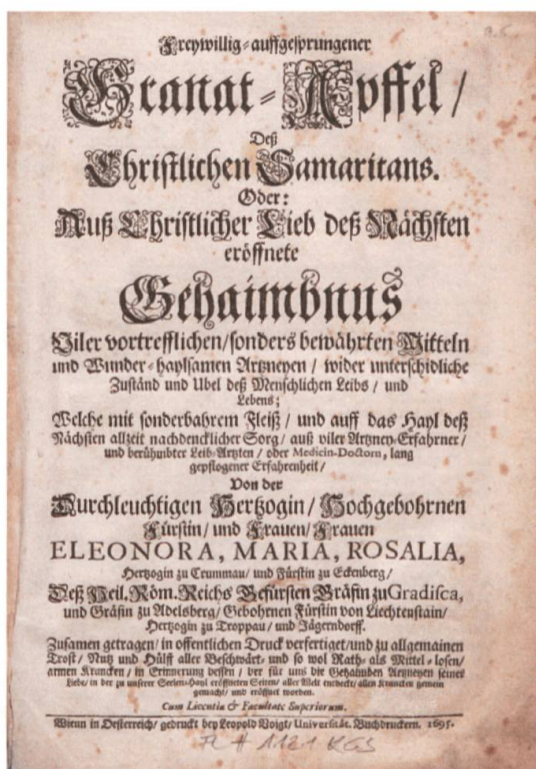 Freywillig-auffgesprungener
Granat-Apffel /
Deß
Christlichen Samaritans.
Oder:
Auß Christlicher Lieb deß Nächsten
eröffnete
Gehaimbnus
Viler vortrefflichen/sonders bewährten Mitteln
und Wunder-haylsamen Artzneyen / wider unterschidliche
Zuständ und Ubel deß Menschlichen Leibs / und
Lebens;
Welche mit sonderbahrem Fleiß / und auff das Hayl deß
Nächsten allzeit nachdencklicher Sorg / auß viler Artzney-Erfahrner /
und berühmbter Leib-Artzten / oder Medicin-Doctorn, lang
gepflogener Erfahrenheit /
Von der
Durchleuchtigen Hertzogin / Hochgebohrnen
Fürstin / und Frauen / Frauen
ELEONORA, MARIA, ROSALIA,
Hertzogin zu Crummau / und Fürstin zu Eckenberg /
Deß Heil. Röm. Reichs Gefürsten Gräfin zu Gradisca,
und Gräfin zu Adelsberg / Gebohrnen Fürstin von Liechtenstain /
Hertzogin zu Troppau / und Jägerndorff.
Zusamen getragen / in offentlichen Druck verfertiget / und zu allgemainen
Trost / Nutz und Hülff aller Beschwärt- und so wol Rath- als Mittel-losen /
armen Krancken / in Erinnerung dessen / der für uns die Gehaimben Artzneyen seines
Liebs / in der zu unserer Seelen-Hayl eröffneten Seiten / aller Welt entdeckt / allen Krancken gemein
gemacht / und eröffnet worden.
Cum Licentia & Facultate Superiorum.
Wienn in Oesterreich / gedruckt bey Leopold Voigt / Universität. Buchdruckern. 1695.